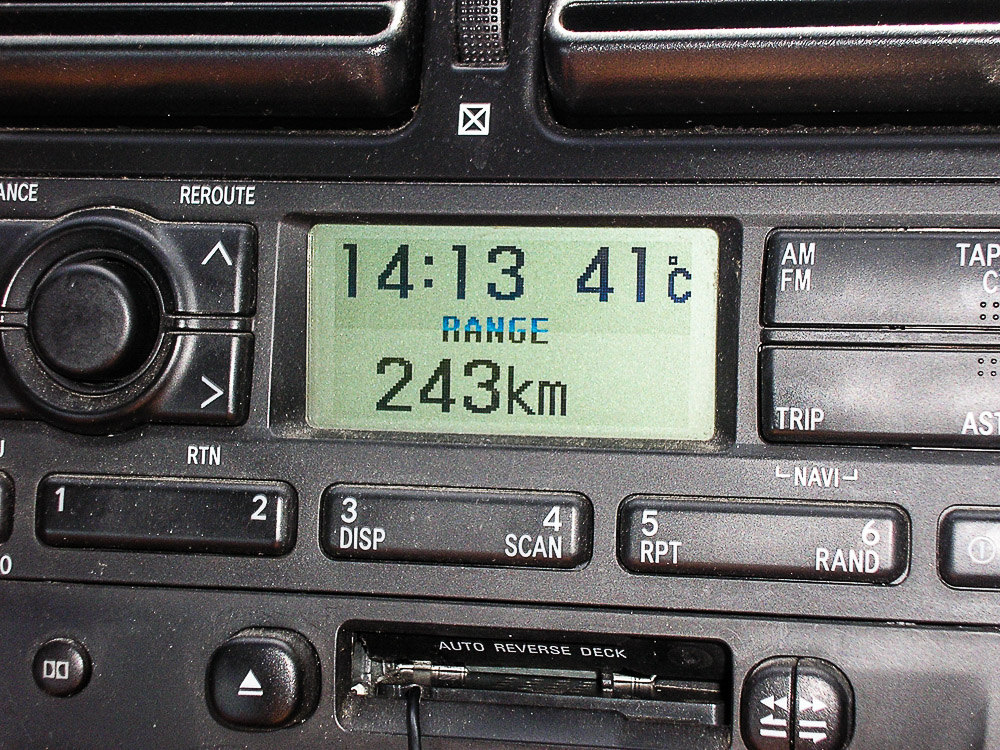 REROUTE
14:13 41°C
RANGE
243km
AM
FM
TRIP
RTN
NAVI
1 2
3 4
DISP SCAN
5 6
RPT RAND
AUTO REVERSE DECK